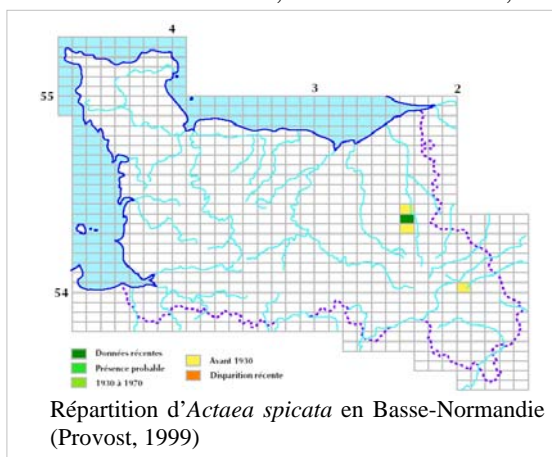 4
55
3
2
54
Données récentes
Présence probable
1930 à 1970
Avant 1930
Disparition récente
Répartition d'Actaea spicata en Basse-Normandie
(Provost, 1999)